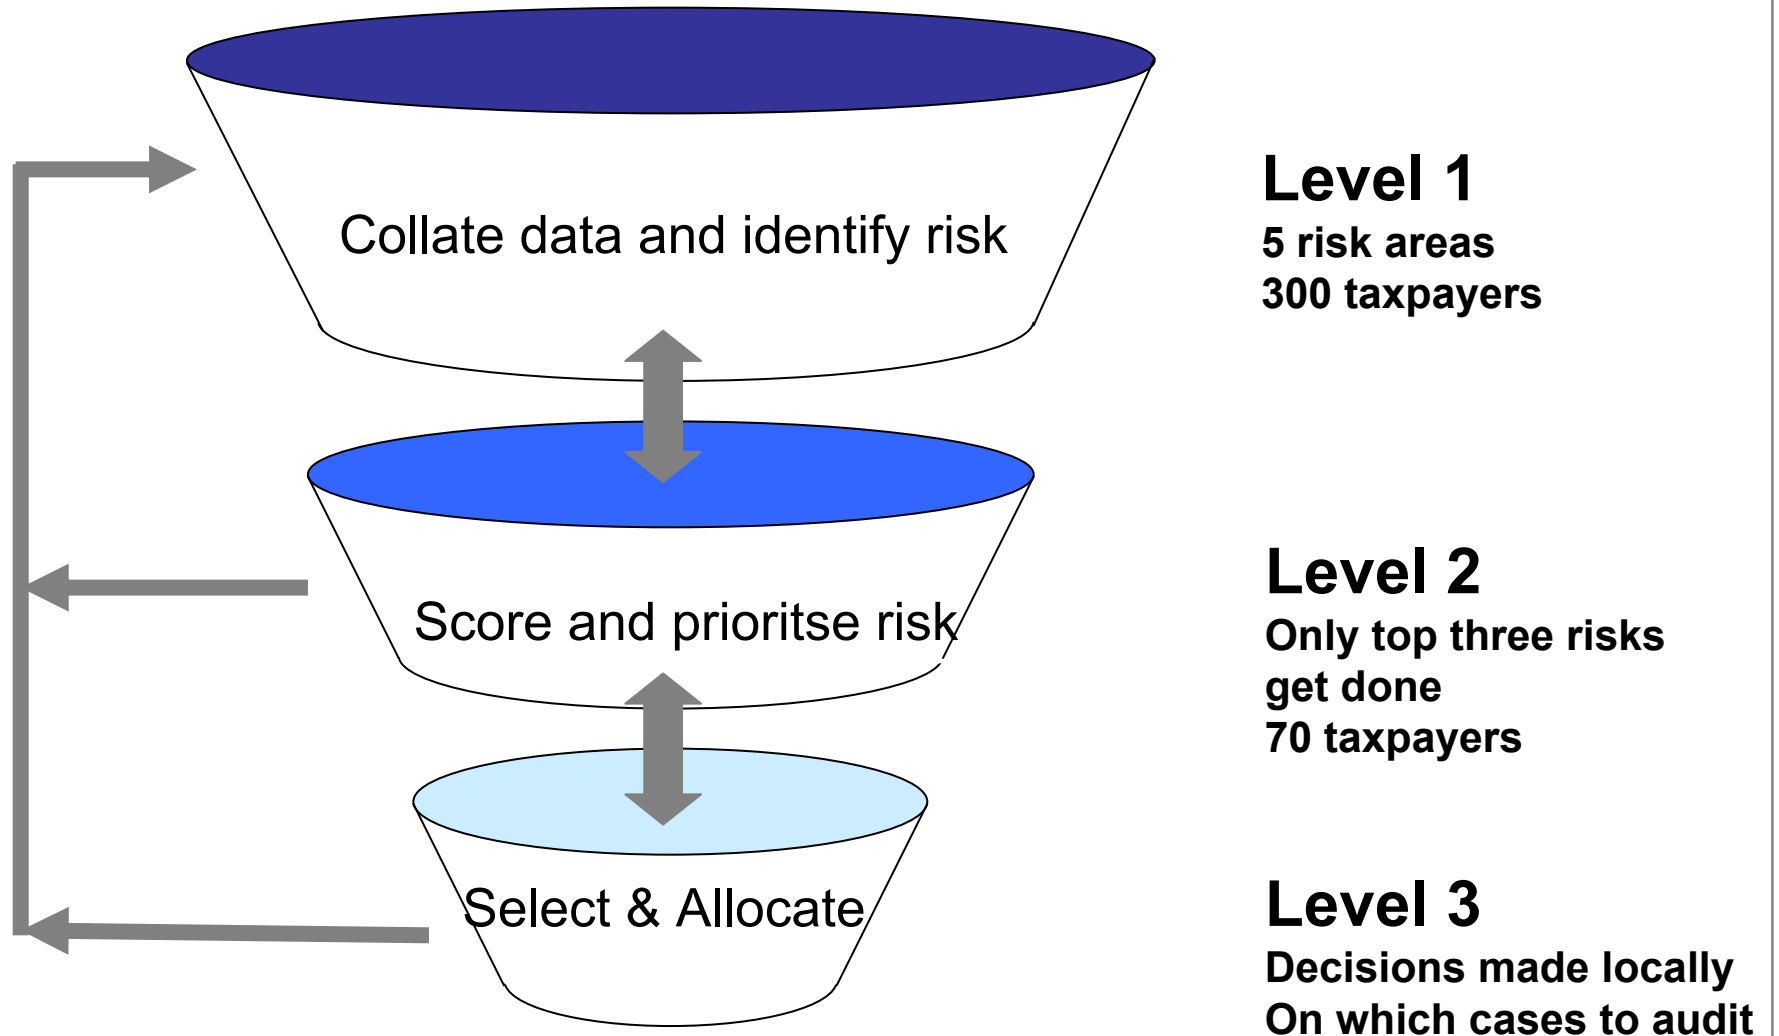 Collate data and identify risk
Level 1
5 risk areas
300 taxpayers
Score and prioritse risk
Level 2
Only top three risks
get done
70 taxpayers
Select & Allocate
Level 3
Decisions made locally
On which cases to audit